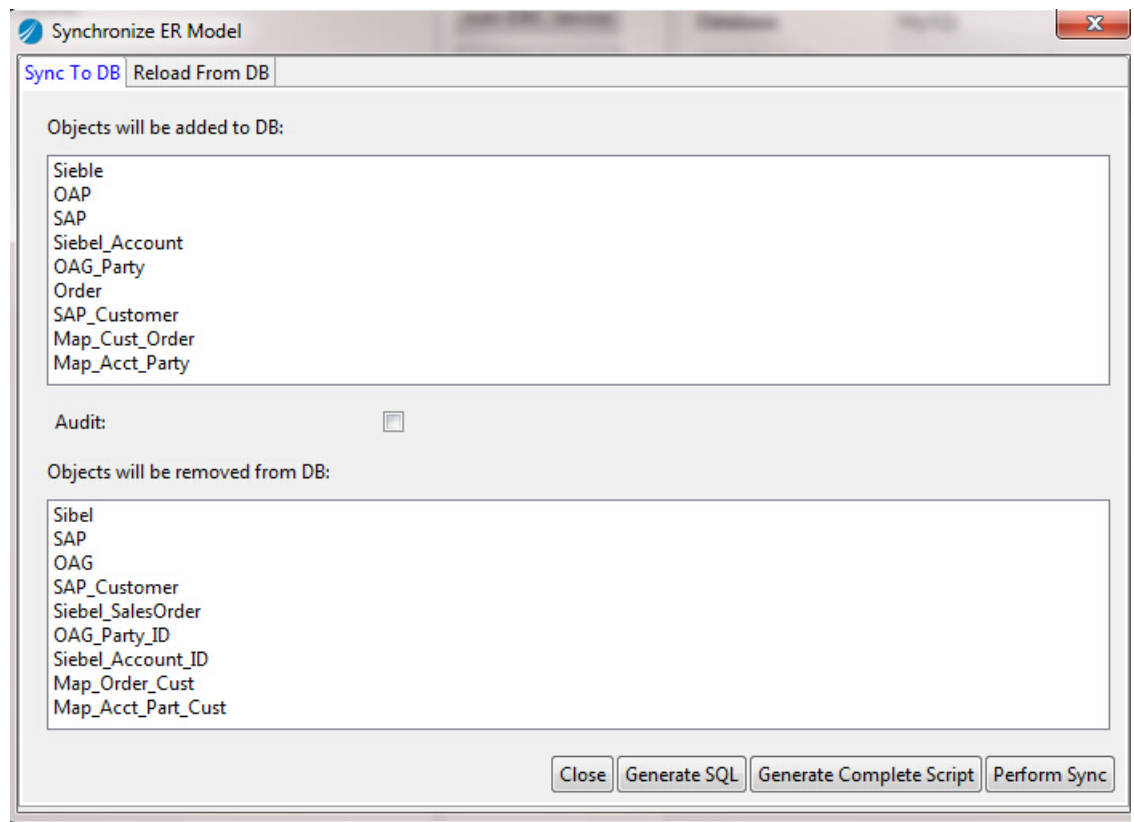 Synchronize ER Model
Sync To DB Reload From DB
Objects will be added to DB:
Sieble
OAP
SAP
Siebel_Account
OAG_Party
Order
SAP_Customer
Map_Cust_Order
Map_Acct_Party
Audit:
Objects will be removed from DB:
Sibel
SAP
OAG
SAP_Customer
Siebel_SalesOrder
OAG_Party_ID
Siebel_Account_ID
Map_Order_Cust
Map_Acct_Part_Cust
Close Generate SQL Generate Complete Script Perform Sync